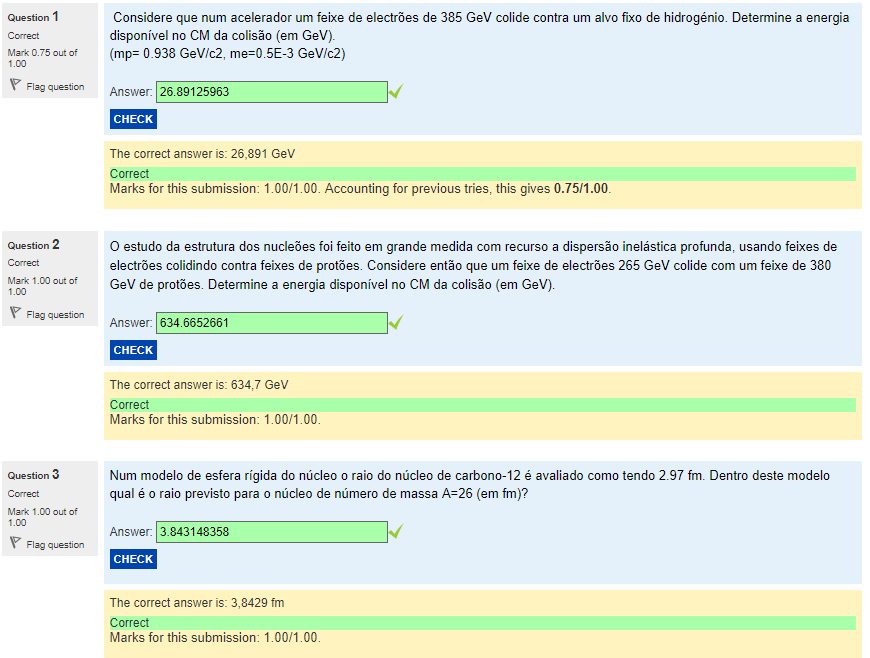 Question 1
Correct
Mark 0.75 out of
1.00
Flag question
Considere que num acelerador um feixe de electrões de 385 GeV colide contra um alvo fixo de hidrogénio. Determine a energia
disponível no CM da colisão (em GeV).
(mp= 0.938 GeV/c2, me=0.5E-3 GeV/c2)
Answer: 26.89125963
CHECK
The correct answer is: 26,891 GeV
Correct
Marks for this submission: 1.00/1.00. Accounting for previous tries, this gives 0.75/1.00.
Question 2
Correct
Mark 1.00 out of
1.00
Flag question
O estudo da estrutura dos nucleões foi feito em grande medida com recurso a dispersão inelástica profunda, usando feixes de
electrões colidindo contra feixes de protões. Considere então que um feixe de electrões 265 GeV colide com um feixe de 380
GeV de protões. Determine a energia disponível no CM da colisão (em GeV).
Answer: 634.6652661
CHECK
The correct answer is: 634,7 GeV
Correct
Marks for this submission: 1.00/1.00.
Question 3
Correct
Mark 1.00 out of
1.00
Flag question
Num modelo de esfera rígida do núcleo o raio do núcleo de carbono-12 é avaliado como tendo 2.97 fm. Dentro deste modelo
qual é o raio previsto para o núcleo de número de massa A=26 (em fm)?
Answer: 3.843148358
CHECK
The correct answer is: 3,8429 fm
Correct
Marks for this submission: 1.00/1.00.